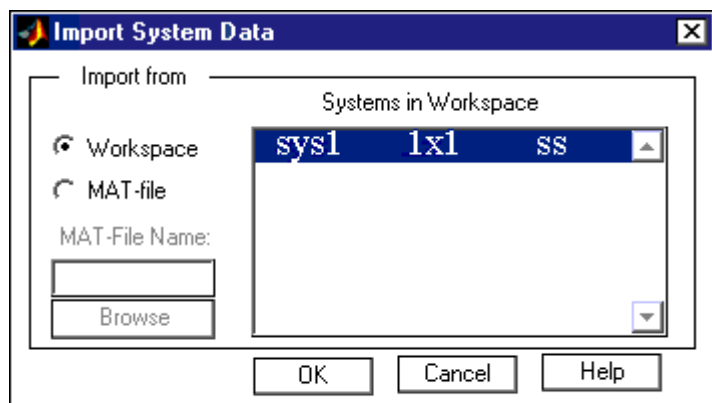 Import System Data
Import from
Systems in Workspace
Workspace
sys1 1x1 ss
MAT-file
MAT-File Name:
Browse
OK Cancel Help